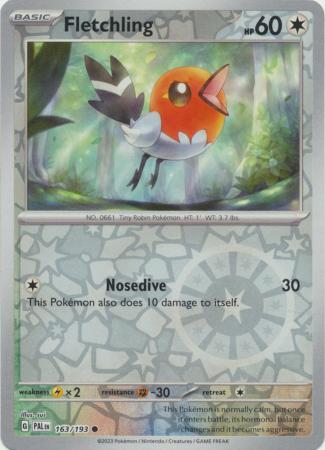 BASIC
Fletchling
HP 60
NO. 0661 Tiny Robin Pokémon HT: 1' WT: 3.7 lbs.
Nosedive 30
This Pokémon also does 10 damage to itself.
weakness ×2 resistance -30 retreat
Illus. sui
G PAL EN 163/193
This Pokémon is normally calm, but once
it enters battle, its hormonal balance
changes and it becomes aggressive.
©2023 Pokémon / Nintendo / Creatures / GAME FREAK